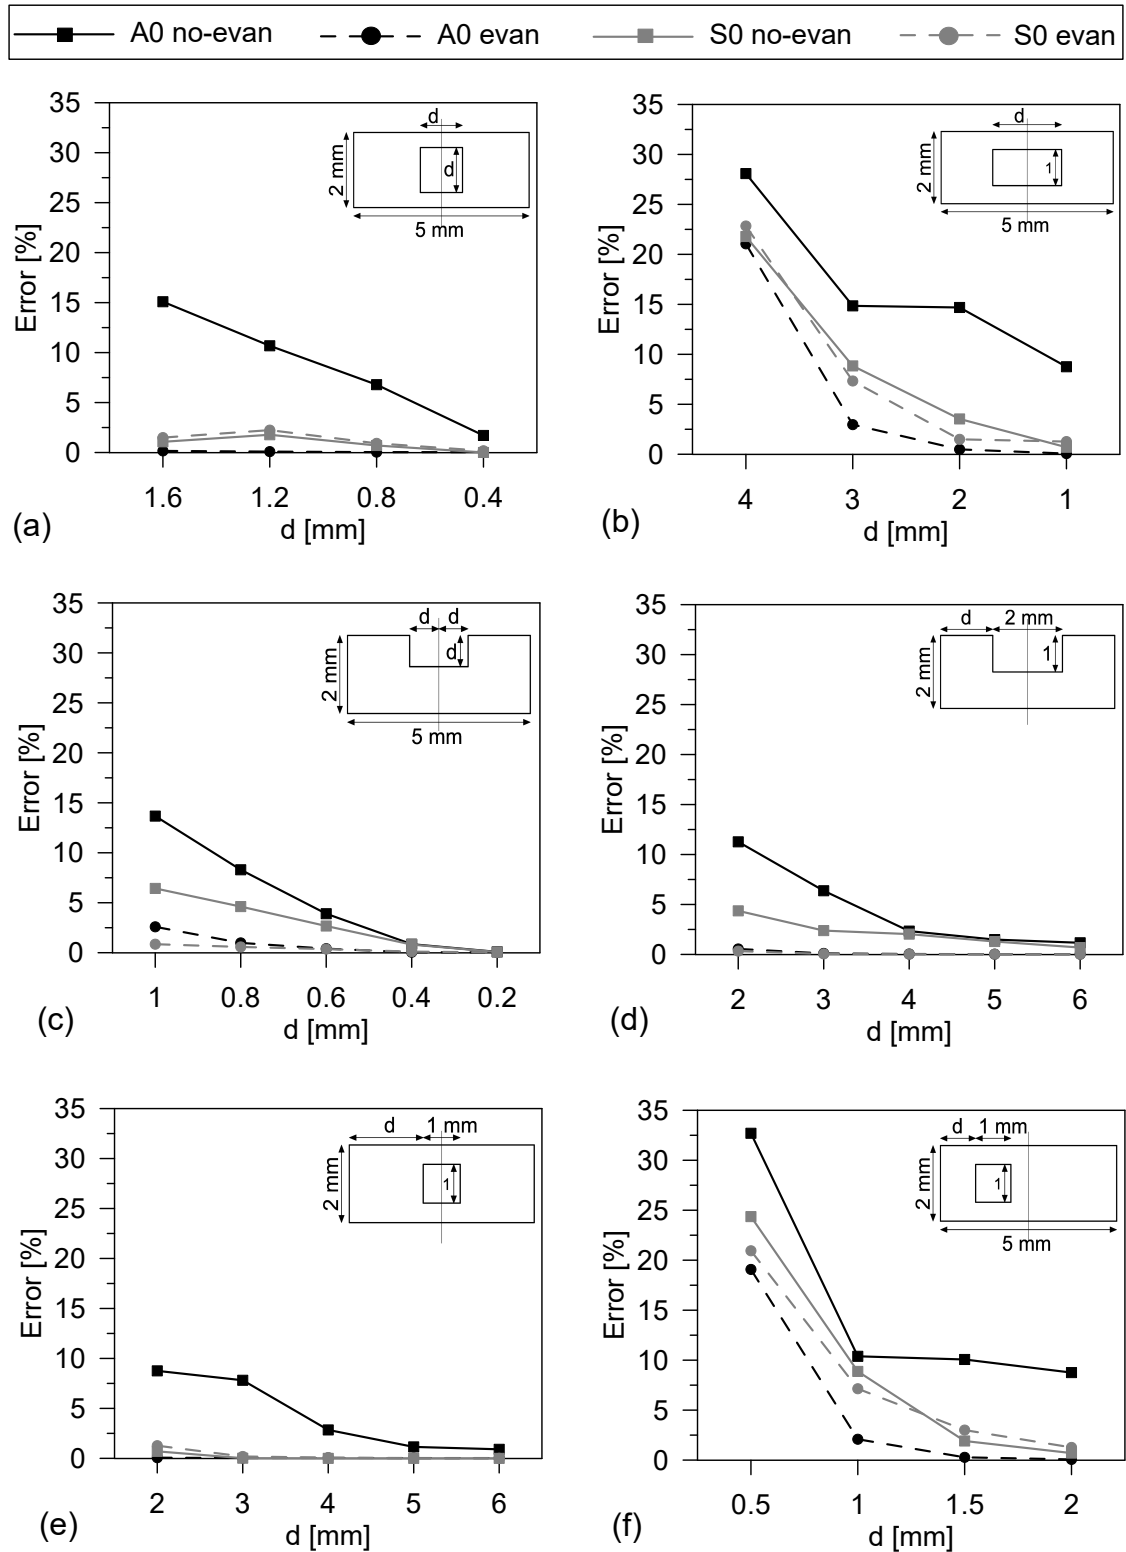 A0 no-evan A0 evan S0 no-evan S0 evan
35
30
25
20
15
10
5
0
Error [%]
1.6 1.2 0.8 0.4
d [mm]
(a)
d
d
2 mm
5 mm
35
30
25
20
15
10
5
0
Error [%]
4 3 2 1
d [mm]
(b)
d
1
2 mm
5 mm
35
30
25
20
15
10
5
0
Error [%]
1 0.8 0.6 0.4 0.2
d [mm]
(c)
d d
d
2 mm
5 mm
35
30
25
20
15
10
5
0
Error [%]
2 3 4 5 6
d [mm]
(d)
d 2 mm
1
2 mm
35
30
25
20
15
10
5
0
Error [%]
2 3 4 5 6
d [mm]
(e)
d 1 mm
1
2 mm
35
30
25
20
15
10
5
0
Error [%]
0.5 1 1.5 2
d [mm]
(f)
d 1 mm
1
2 mm
5 mm